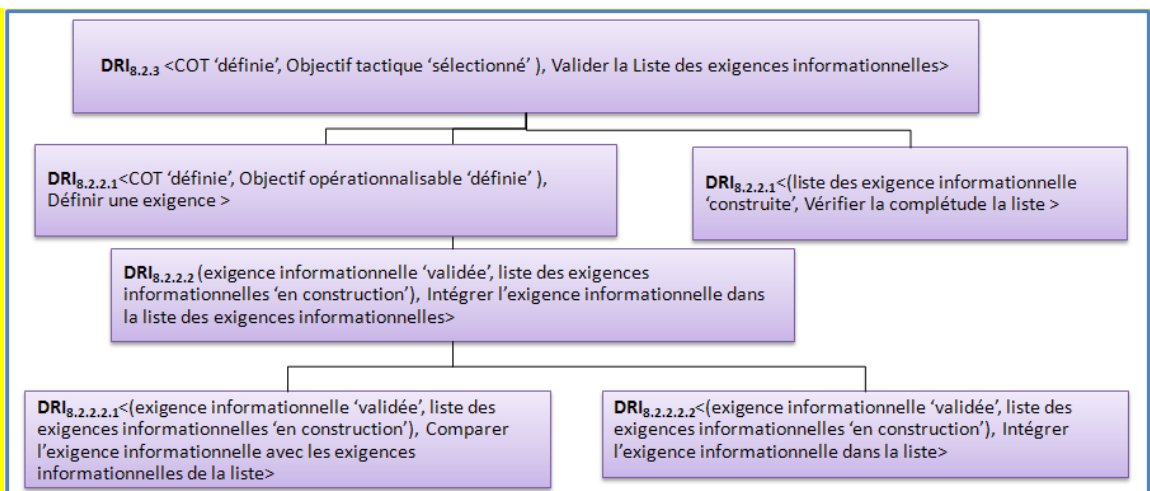 DRI8.2.3 <COT ‘définie’, Objectif tactique ‘sélectionné’ ), Valider la Liste des exigences informationnelles>
DRI8.2.2.1<COT ‘définie’, Objectif opérationnalisable ‘définie’ ),
Définir une exigence >
DRI8.2.2.1<(liste des exigence informationnelle
‘construite’, Vérifier la complétude la liste >
DRI8.2.2.2 (exigence informationnelle ‘validée’, liste des exigences
informationnelles ‘en construction’), Intégrer l’exigence informationnelle dans
la liste des exigences informationnelles>
DRI8.2.2.2.1<(exigence informationnelle ‘validée’, liste des
exigences informationnelles ‘en construction’), Comparer
l’exigence informationnelle avec les exigences
informationnelles de la liste>
DRI8.2.2.2.2<(exigence informationnelle ‘validée’, liste des
exigences informationnelles ‘en construction’), Intégrer
l’exigence informationnelle dans la liste>